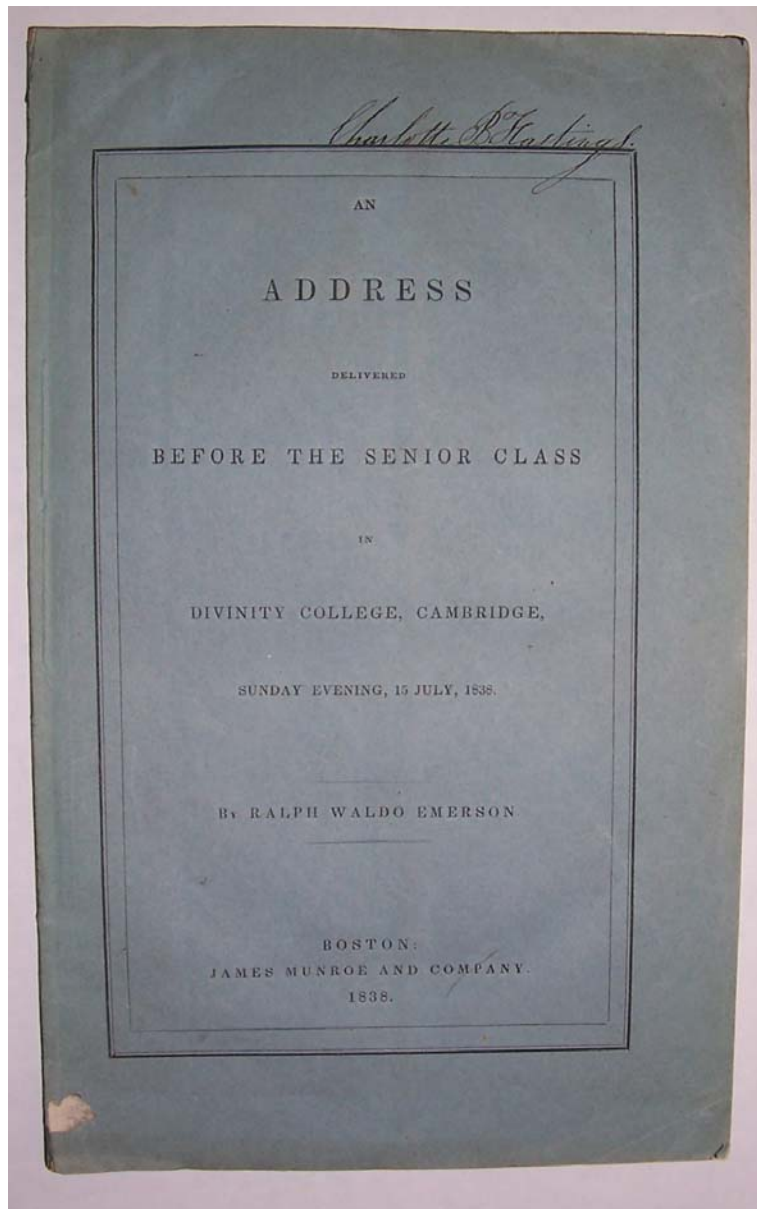 Charlotte B Hastings.
AN
ADDRESS
DELIVERED
BEFORE THE SENIOR CLASS
IN
DIVINITY COLLEGE, CAMBRIDGE,
SUNDAY EVENING, 15 JULY, 1838.
By RALPH WALDO EMERSON
BOSTON:
JAMES MUNROE AND COMPANY.
1838.